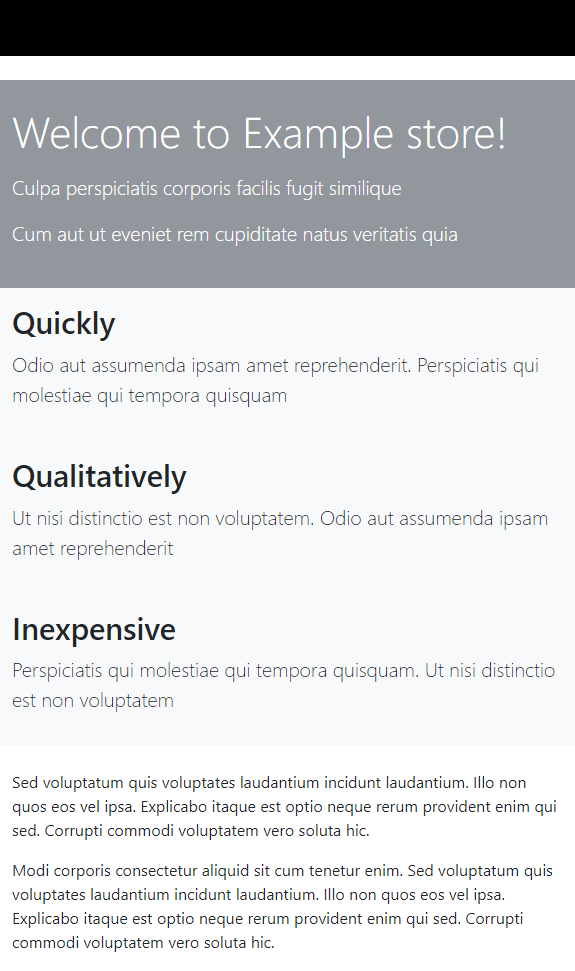 Welcome to Example store!
Culpa perspiciatis corporis facilis fugit similique
Cum aut ut eveniet rem cupiditate natus veritatis quia
Quickly
Odio aut assumenda ipsam amet reprehenderit. Perspiciatis qui
molestiae qui tempora quisquam
Qualitatively
Ut nisi distinctio est non voluptatem. Odio aut assumenda ipsam
amet reprehenderit
Inexpensive
Perspiciatis qui molestiae qui tempora quisquam. Ut nisi distinctio
est non voluptatem
Sed voluptatum quis voluptates laudantium incidunt laudantium. Illo non
quos eos vel ipsa. Explicabo itaque est optio neque rerum provident enim qui
sed. Corrupti commodi voluptatem vero soluta hic.
Modi corporis consectetur aliquid sit cum tenetur enim. Sed voluptatum quis
voluptates laudantium incidunt laudantium. Illo non quos eos vel ipsa.
Explicabo itaque est optio neque rerum provident enim qui sed. Corrupti
commodi voluptatem vero soluta hic.